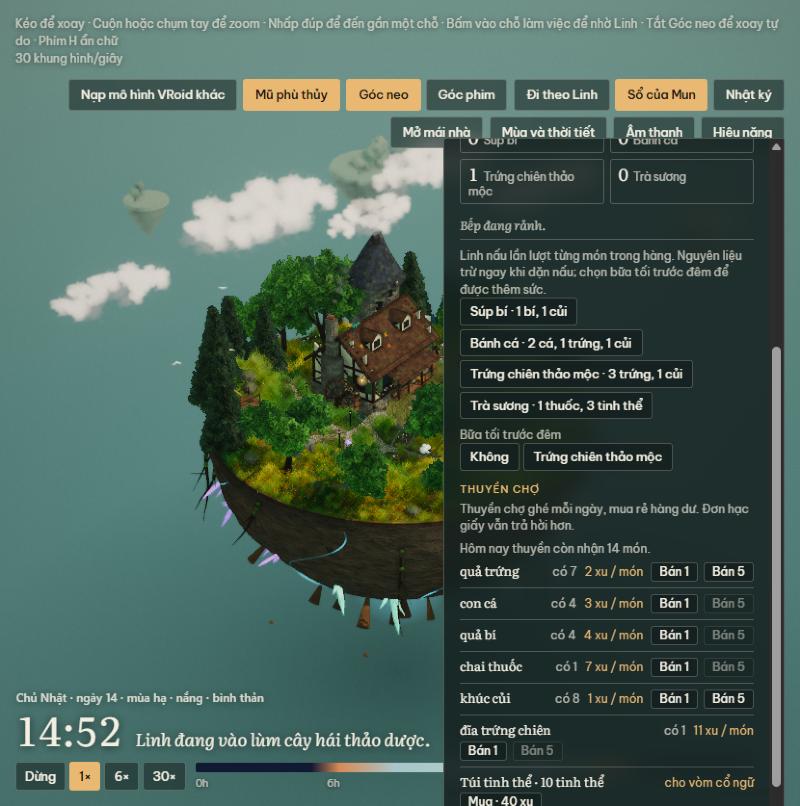 Kéo để xoay · Cuộn hoặc chụm tay để zoom · Nhấp đúp để đến gần một chỗ · Bấm vào chỗ làm việc để nhờ Linh · Tắt Góc neo để xoay tự
do · Phím H ẩn chữ
30 khung hình/giây
Nạp mô hình VRoid khác
Mũ phù thủy
Góc neo
Góc phim
Đi theo Linh
Sổ của Mun
Nhật ký
Mở mái nhà
Mùa và thời tiết
Âm thanh
Hiệu năng
0 Súp bí
0 Bánh cá
1 Trứng chiên thảo
mộc
0 Trà sương
Bếp đang rảnh.
Linh nấu lần lượt từng món trong hàng. Nguyên liệu
trừ ngay khi dặn nấu; chọn bữa tối trước đêm để
được thêm sức.
Súp bí · 1 bí, 1 củi
Bánh cá · 2 cá, 1 trứng, 1 củi
Trứng chiên thảo mộc · 3 trứng, 1 củi
Trà sương · 1 thuốc, 3 tinh thể
Bữa tối trước đêm
Không
Trứng chiên thảo mộc
THUYỀN CHỢ
Thuyền chợ ghé mỗi ngày, mua rẻ hàng dư. Đơn hạc
giấy vẫn trả hời hơn.
Hôm nay thuyền còn nhận 14 món.
quả trứng có 7 2 xu / món Bán 1 Bán 5
con cá có 4 3 xu / món Bán 1 Bán 5
quả bí có 4 4 xu / món Bán 1 Bán 5
chai thuốc có 1 7 xu / món Bán 1 Bán 5
khúc củi có 8 1 xu / món Bán 1 Bán 5
đĩa trứng chiên có 1 11 xu / món
Bán 1 Bán 5
Túi tinh thể · 10 tinh thể cho vòm cổ ngữ
Mua · 40 xu
Chủ Nhật · ngày 14 · mùa hạ · nắng · bình thản
14:52 Linh đang vào lùm cây hái thảo dược.
Dừng
1×
6×
30×
0h
6h